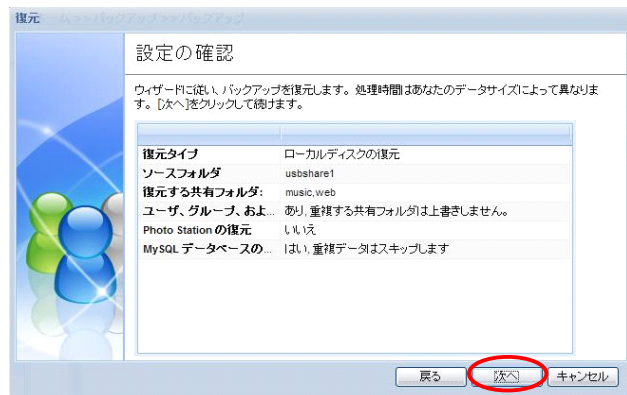 復元
設定の確認
ウィザードに従い、バックアップを復元します。処理時間はあなたのデータサイズによって異なりま
す。[次へ]をクリックして続けます。
復元タイプ ローカルディスクの復元
ソースフォルダ usbshare1
復元する共有フォルダ: music,web
ユーザ、グループ、およ... あり, 重複する共有フォルダは上書きしません。
Photo Station の復元 いいえ
MySQL データベースの... はい, 重複データはスキップします
戻る 次へ キャンセル